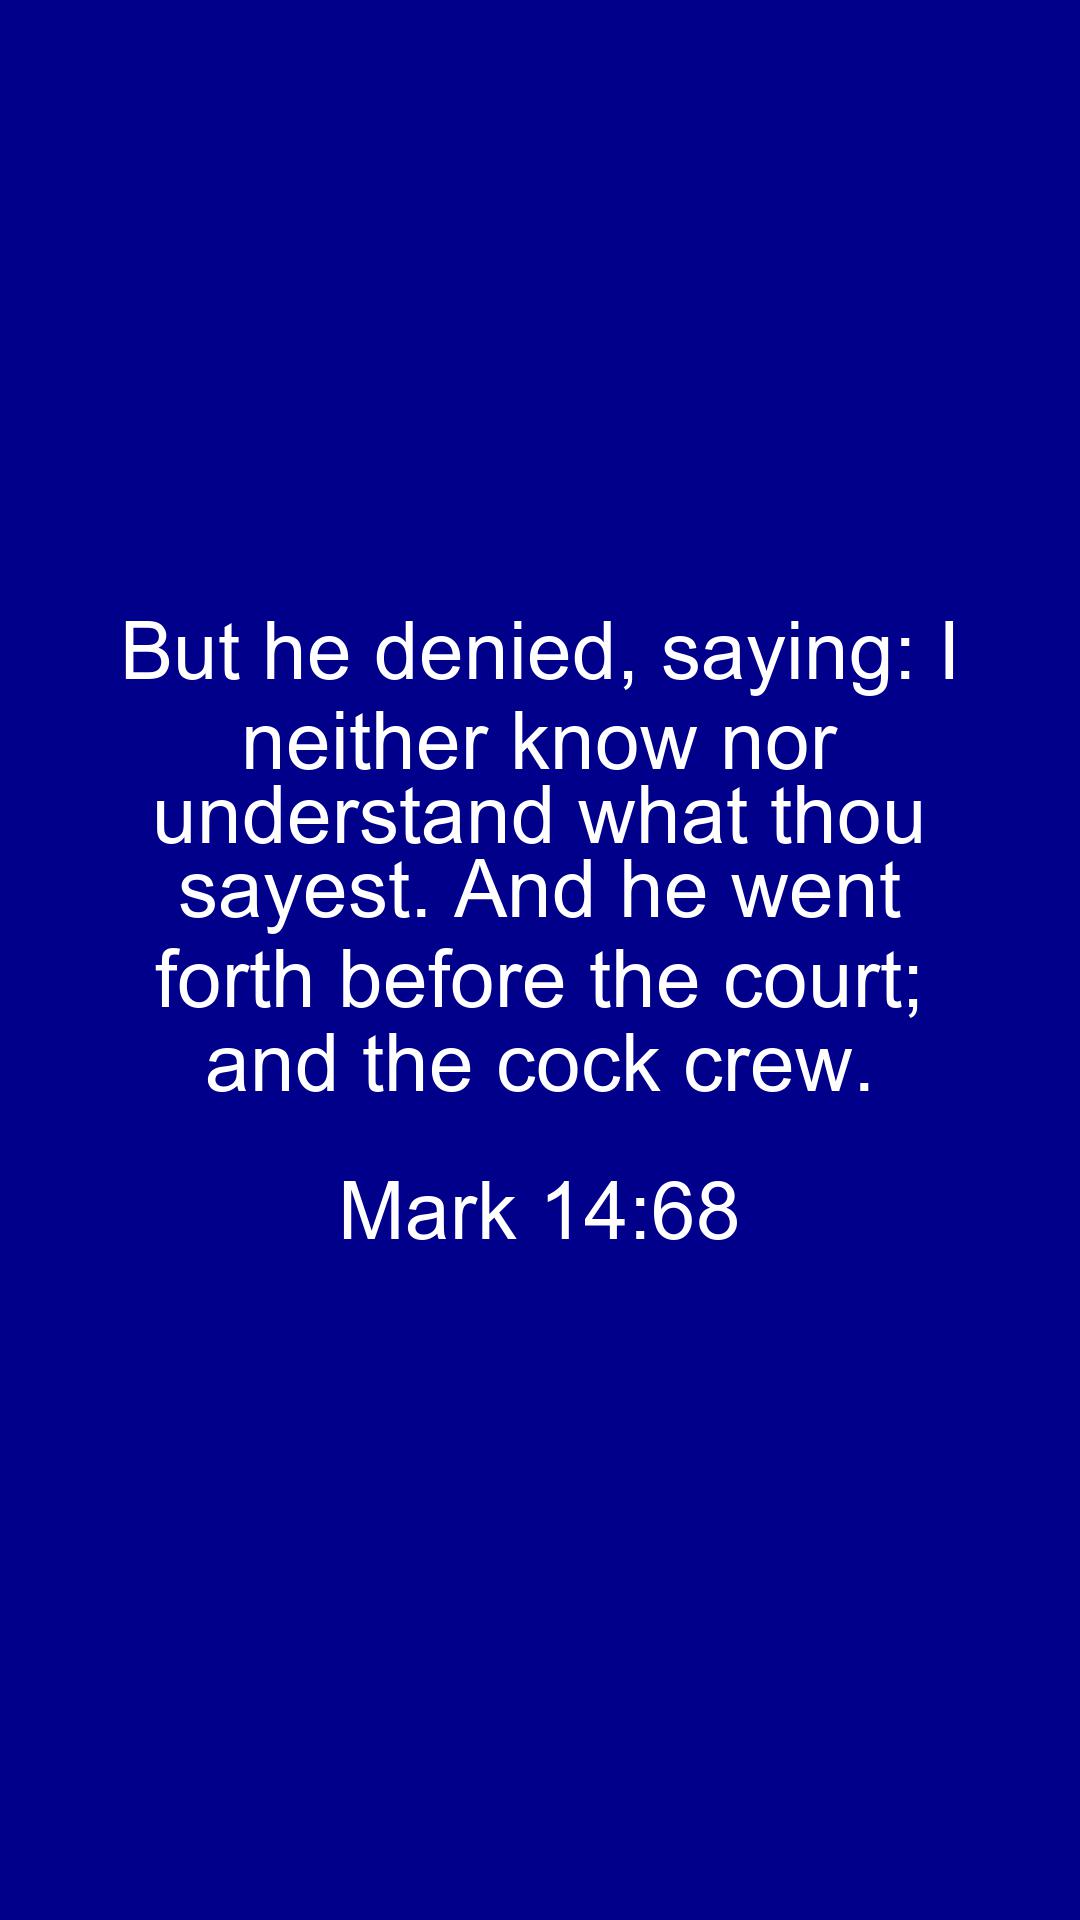 But he denied, saying: I
neither know nor
understand what thou
sayest. And he went
forth before the court;
and the cock crew.
Mark 14:68